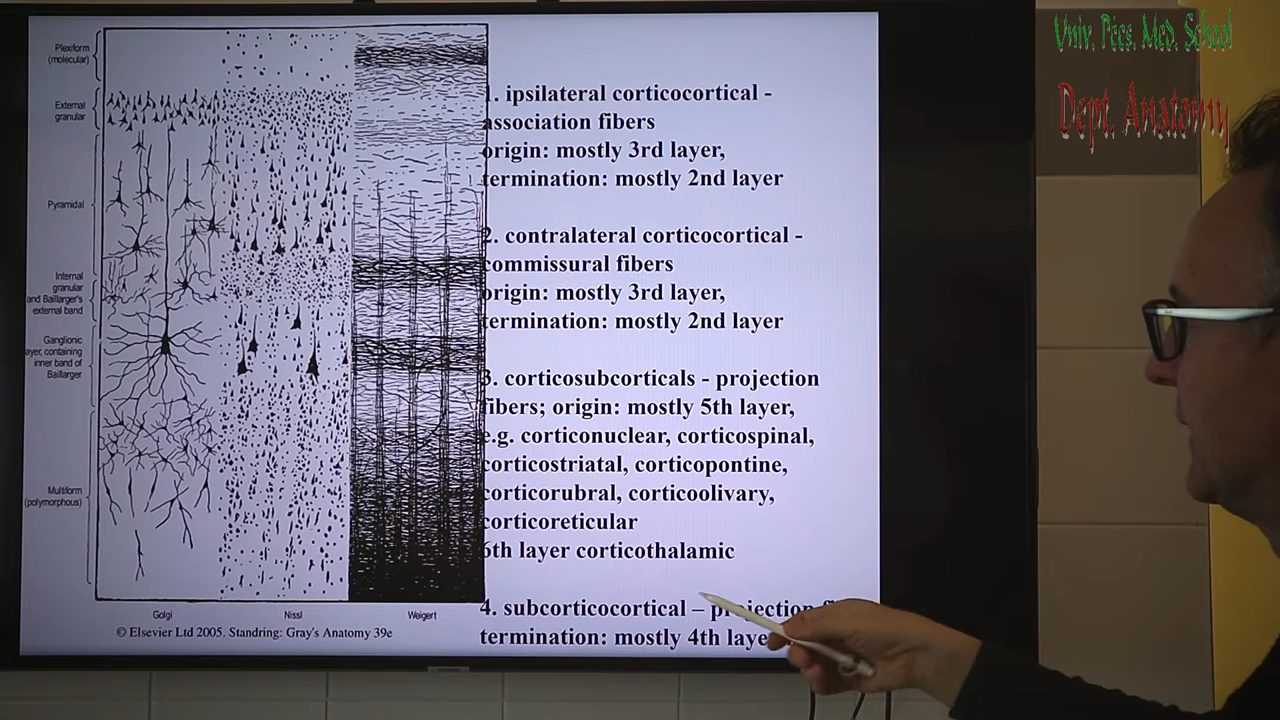 Univ. Pécs. Med. School
Dept. Anatomy
Plexiform
(molecular)
External
granular
Pyramidal
Internal
granular
and Baillarger's
external band
Ganglionic
layer, containing
inner band of
Baillarger
Multiform
(polymorphous)
Golgi
Nissl
Weigert
© Elsevier Ltd 2005. Standring: Gray's Anatomy 39e
1. ipsilateral corticocortical -
association fibers
origin: mostly 3rd layer,
termination: mostly 2nd layer
2. contralateral corticocortical -
commissural fibers
origin: mostly 3rd layer,
termination: mostly 2nd layer
3. corticosubcorticals - projection
fibers; origin: mostly 5th layer,
e.g. corticonuclear, corticospinal,
corticostriatal, corticopontine,
corticorubral, corticoolivary,
corticoreticular
6th layer corticothalamic
4. subcorticocortical – projection
termination: mostly 4th layer